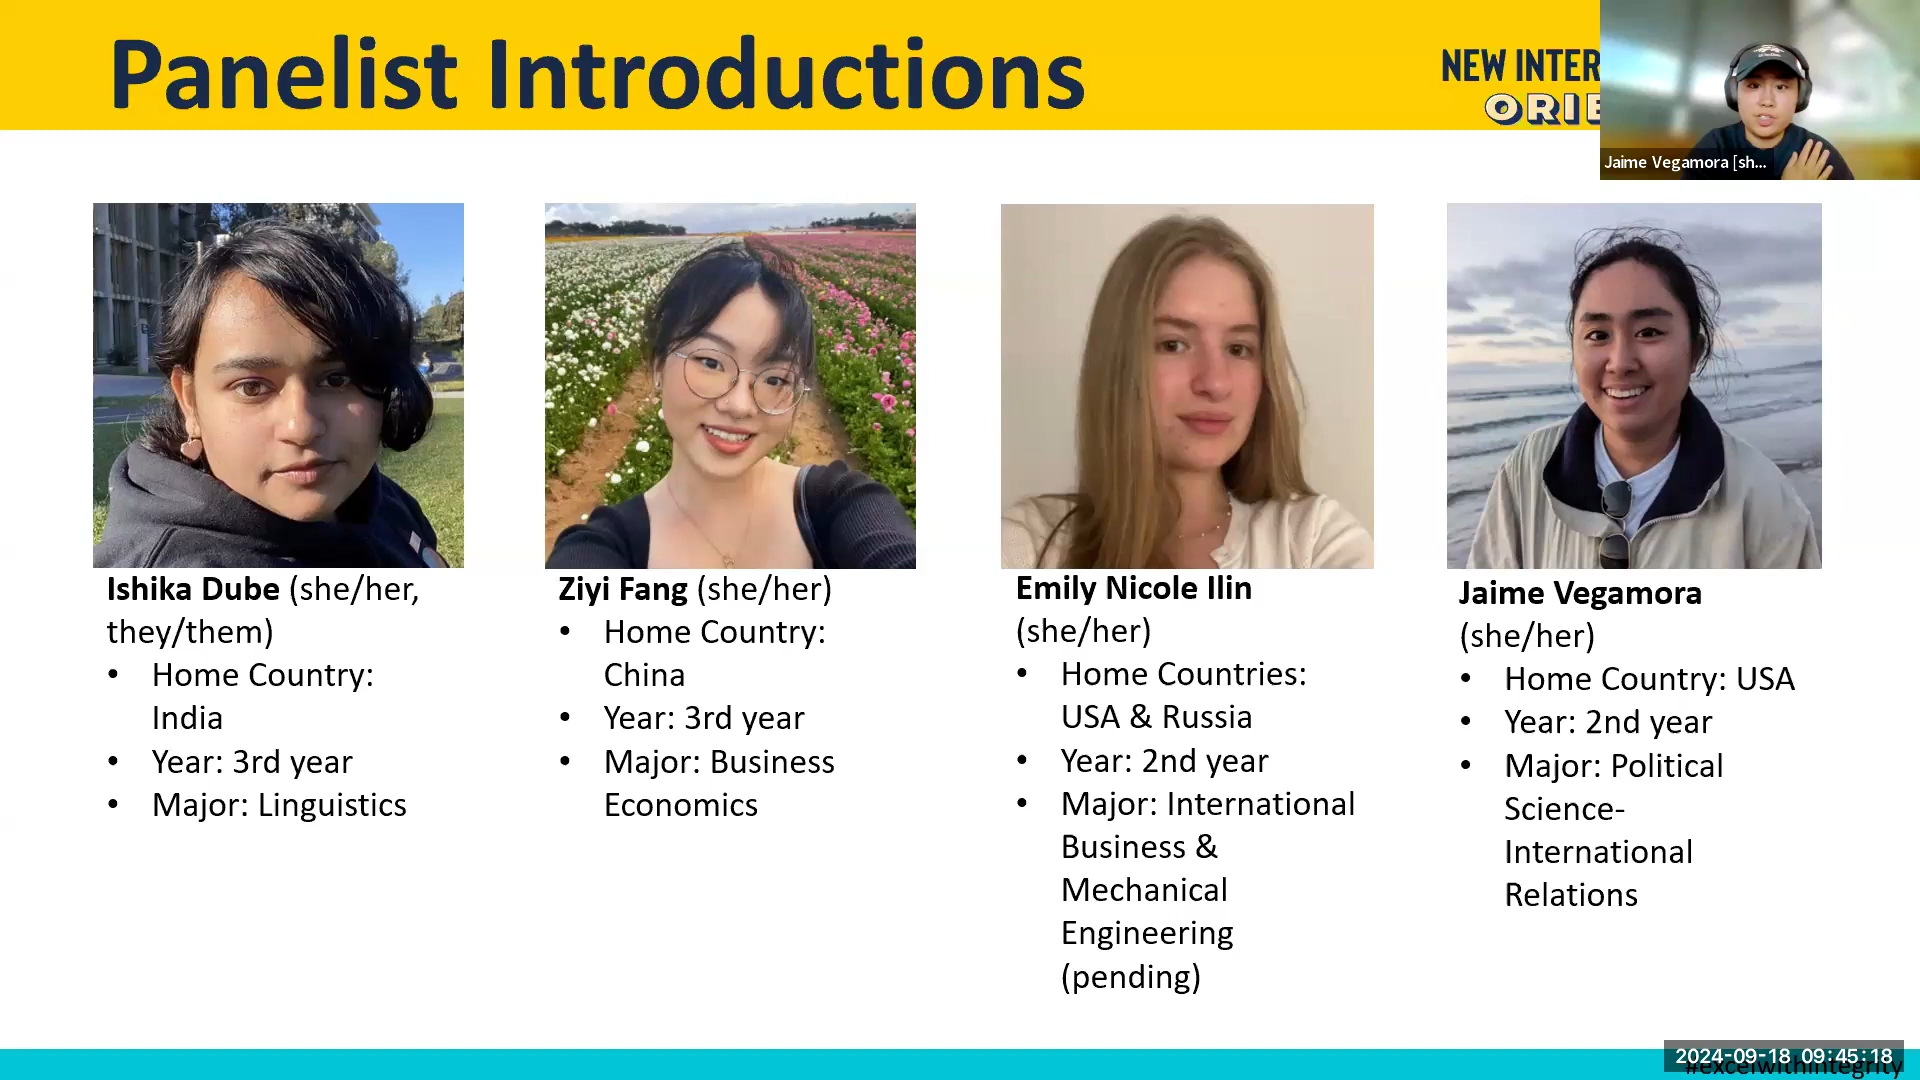 Panelist Introductions
NEW INTER
ORIE
Jaime Vegamora [sh...
Ishika Dube (she/her,
they/them)
• Home Country:
India
• Year: 3rd year
• Major: Linguistics
Ziyi Fang (she/her)
• Home Country:
China
• Year: 3rd year
• Major: Business
Economics
Emily Nicole Ilin
(she/her)
• Home Countries:
USA & Russia
• Year: 2nd year
• Major: International
Business &
Mechanical
Engineering
(pending)
Jaime Vegamora
(she/her)
• Home Country: USA
• Year: 2nd year
• Major: Political
Science-
International
Relations
2024-09-18 09:45:18
#excelwithintegrity